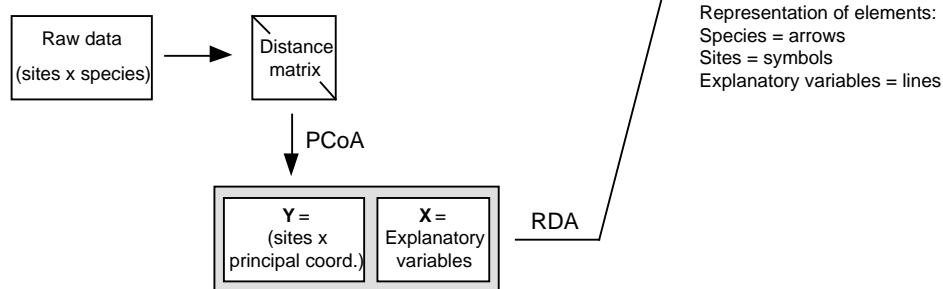 Raw data
(sites x species)
Distance
matrix
Representation of elements:
Species = arrows
Sites = symbols
Explanatory variables = lines
PCoA
Y =
(sites x
principal coord.)
X =
Explanatory
variables
RDA